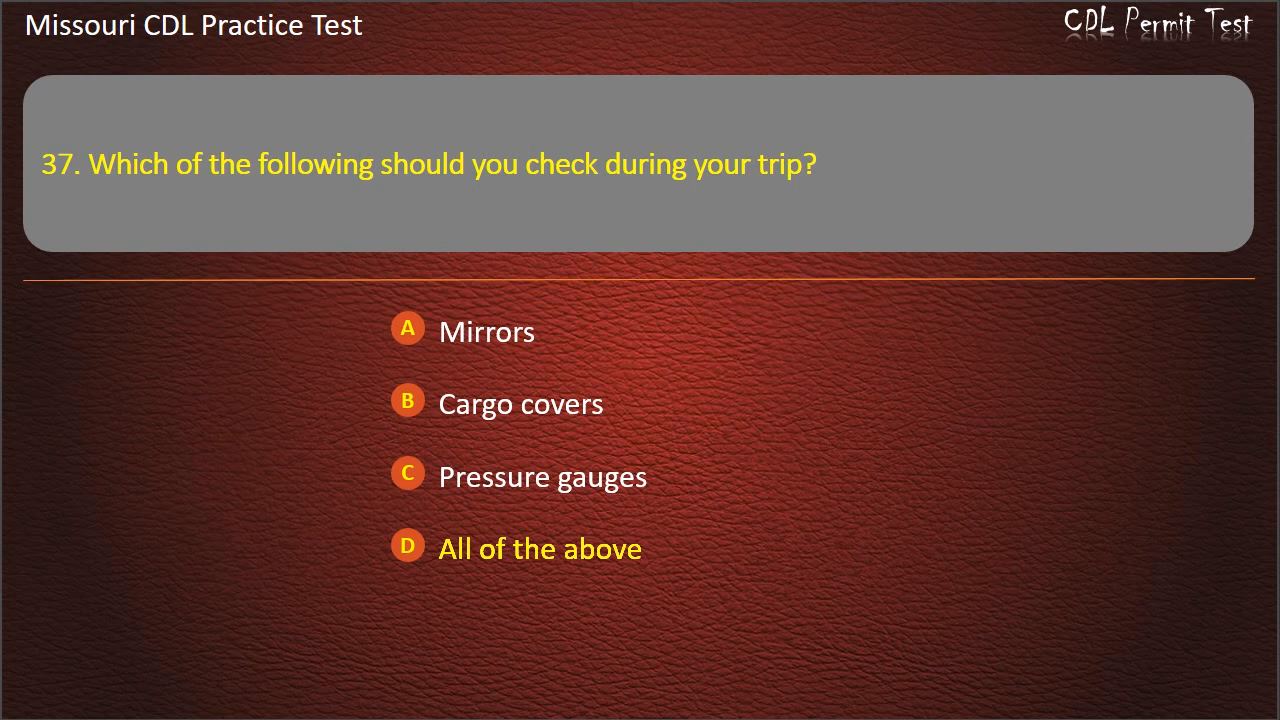 Missouri CDL Practice Test
CDL Permit Test
37. Which of the following should you check during your trip?
A Mirrors
B Cargo covers
C Pressure gauges
D All of the above